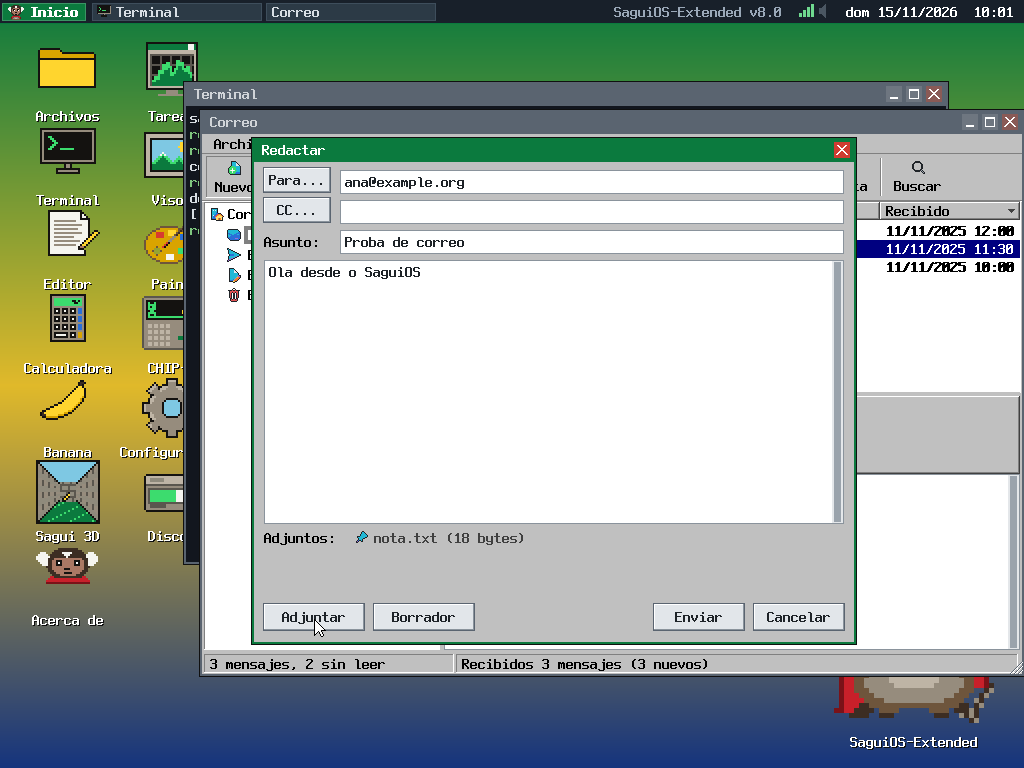 Inicio
Terminal
Correo
SaguiOS-Extended v8.0
dom 15/11/2026
10:01
Archivos
Terminal
Editor
Calculadora
Banana
Sagui 3D
Acerca de
Terminal
Correo
Redactar
Para...
ana@example.org
CC...
Asunto:
Proba de correo
Ola desde o SaguiOS
Adjuntos:
nota.txt (18 bytes)
Adjuntar
Borrador
Enviar
Cancelar
Buscar
Recibido
11/11/2025 12:00
11/11/2025 11:30
11/11/2025 10:00
3 mensajes, 2 sin leer
Recibidos 3 mensajes (3 nuevos)
SaguiOS-Extended